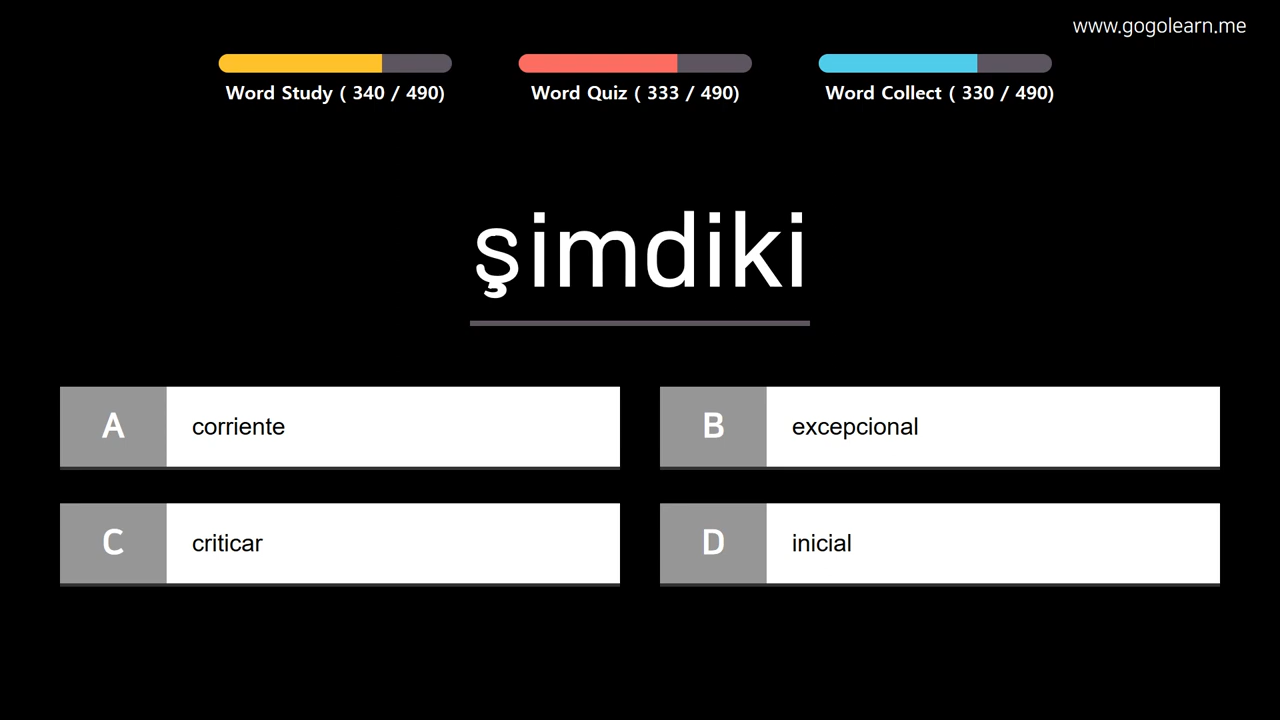 www.gogolearn.me
Word Study ( 340 / 490)
Word Quiz ( 333 / 490)
Word Collect ( 330 / 490)
şimdiki
A corriente
B excepcional
C criticar
D inicial